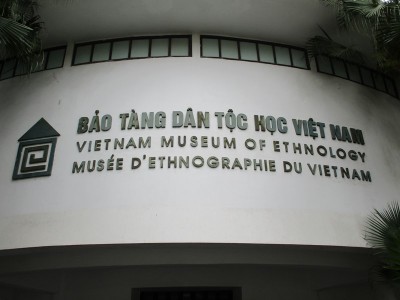 BẢO TÀNG DÂN TỘC HỌC VIỆT NAM
VIETNAM MUSEUM OF ETHNOLOGY
MUSÉE D'ETHNOGRAPHIE DU VIETNAM